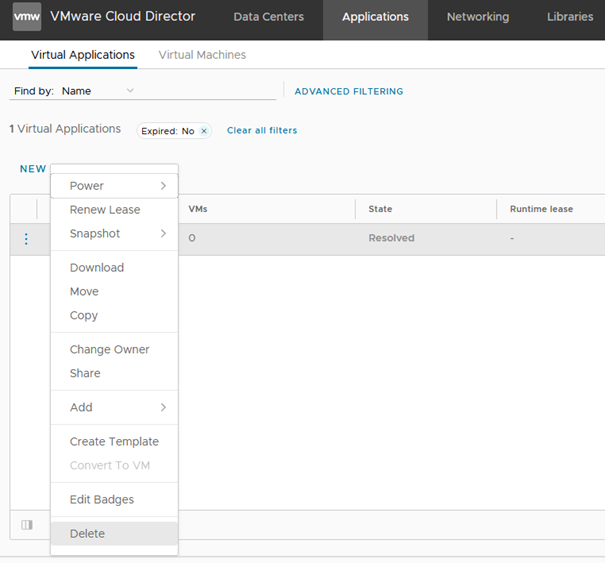 vmw VMware Cloud Director Data Centers Applications Networking Libraries
Virtual Applications Virtual Machines
Find by: Name ADVANCED FILTERING
1 Virtual Applications Expired: No × Clear all filters
NEW
VMs State Runtime lease
0 Resolved -
Power
Renew Lease
Snapshot
Download
Move
Copy
Change Owner
Share
Add
Create Template
Convert To VM
Edit Badges
Delete